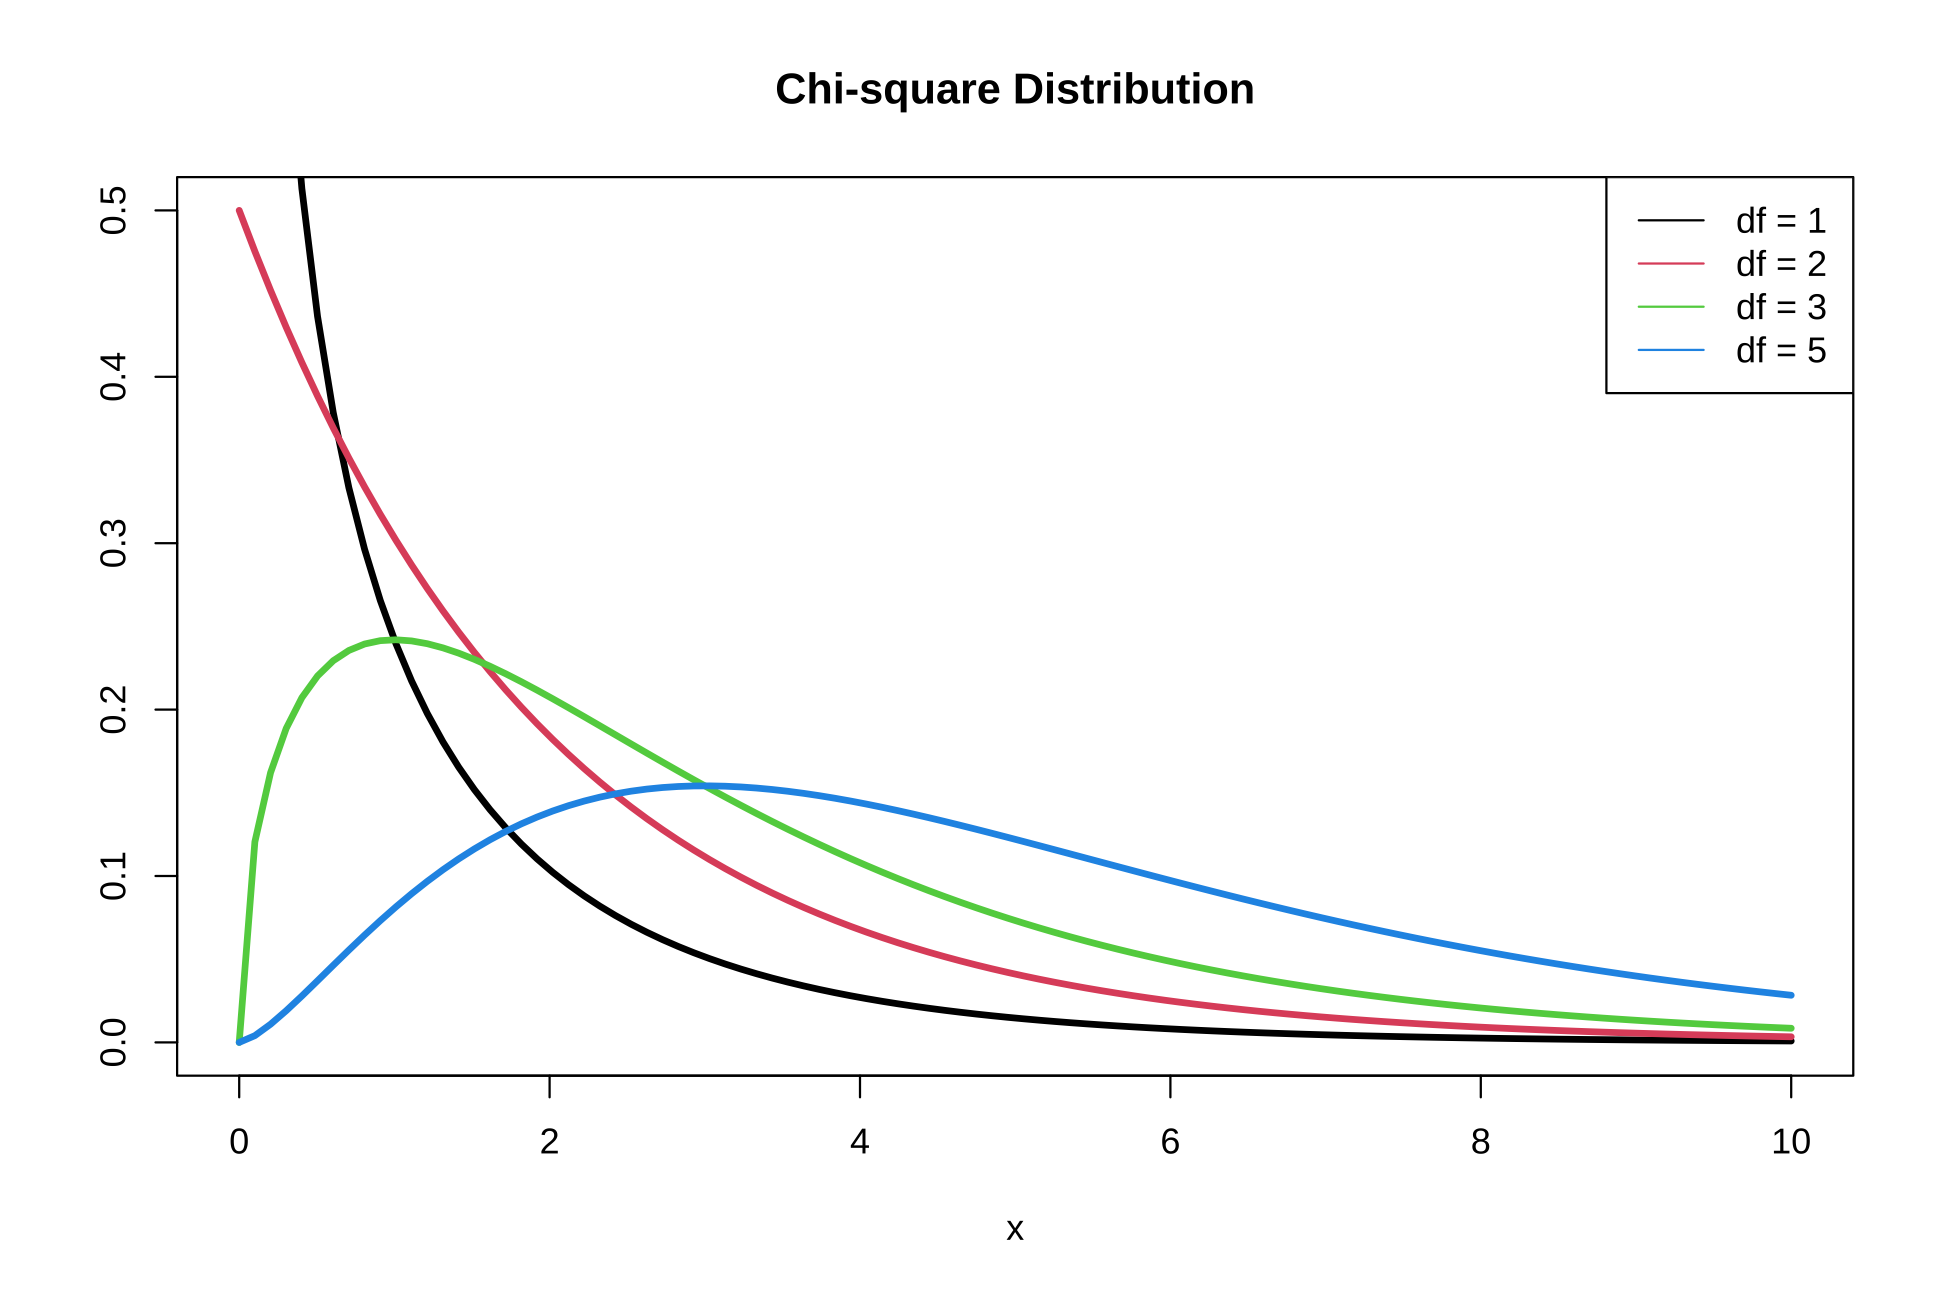 Chi-square Distribution
df = 1
df = 2
df = 3
df = 5
0.5
0.4
0.3
0.2
0.1
0.0
0 2 4 6 8 10
x